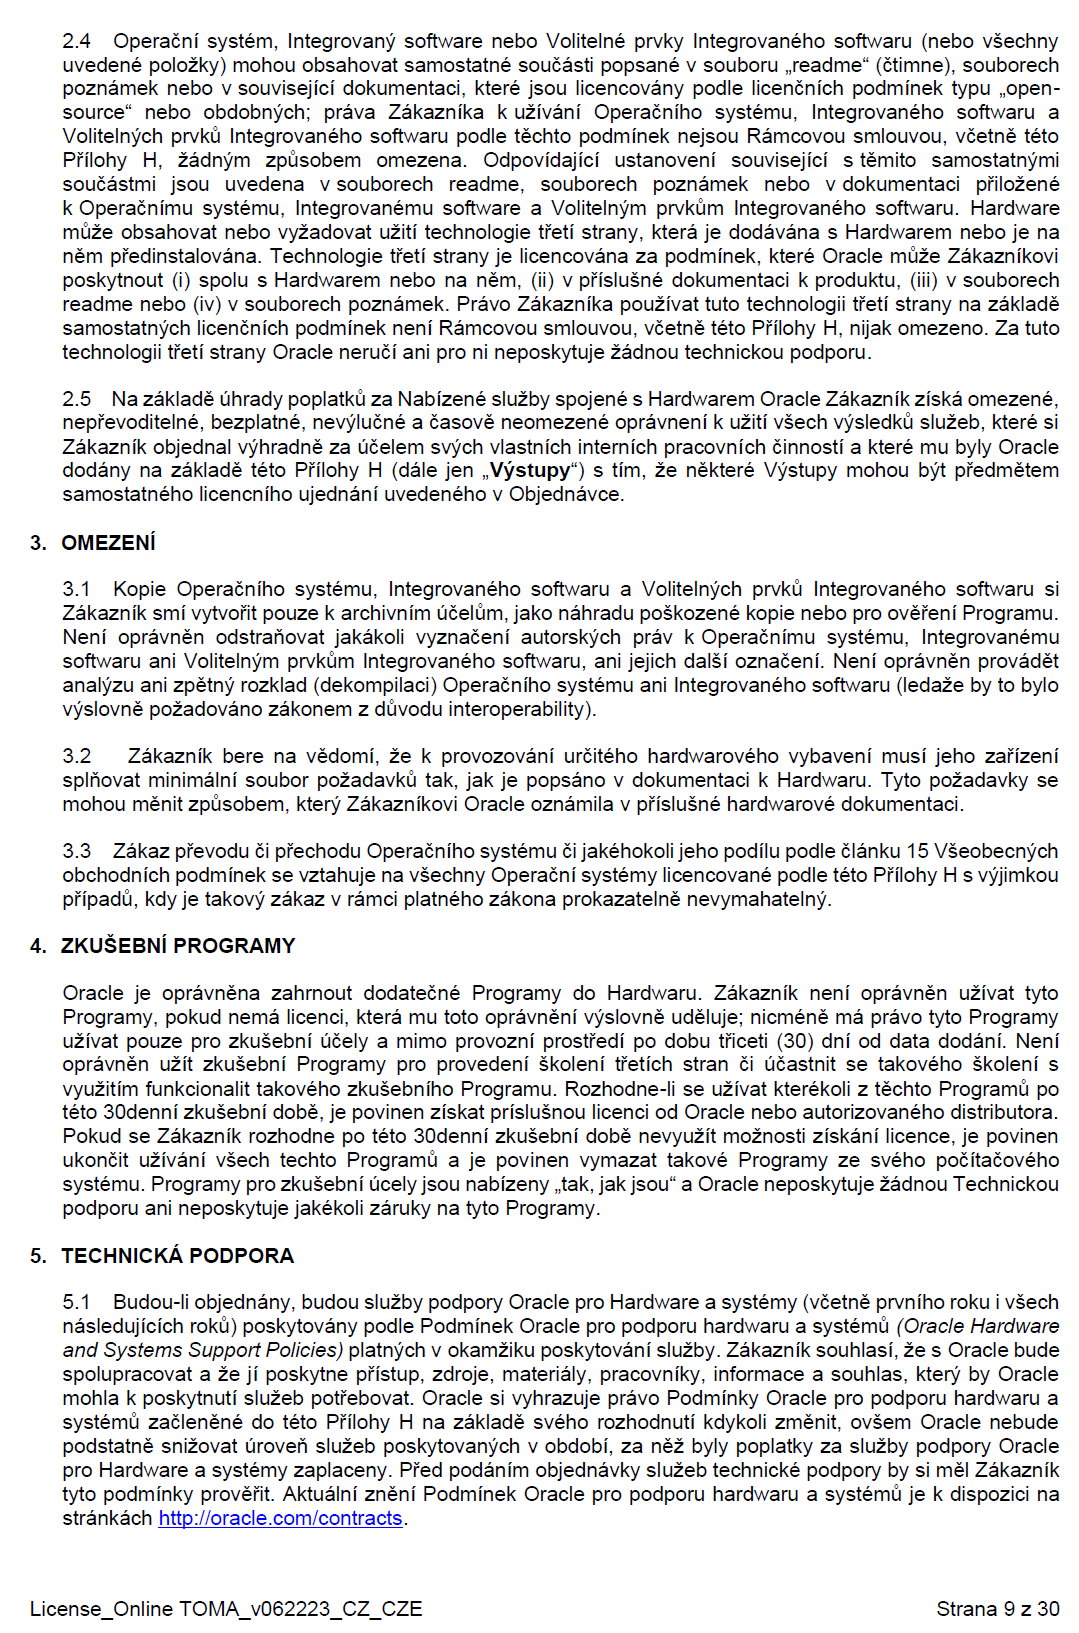 2.4 Operační systém, Integrovaný software nebo Volitelné prvky Integrovaného softwaru (nebo všechny
uvedené položky) mohou obsahovat samostatné součásti popsané v souboru „readme“ (čtimne), souborech
poznámek nebo v související dokumentaci, které jsou licencovány podle licenčních podmínek typu „open-
source“ nebo obdobných; práva Zákazníka k užívání Operačního systému, Integrovaného softwaru a
Volitelných prvků Integrovaného softwaru podle těchto podmínek nejsou Rámcovou smlouvou, včetně této
Přílohy H, žádným způsobem omezena. Odpovídající ustanovení související s těmito samostatnými
součástmi jsou uvedena v souborech readme, souborech poznámek nebo v dokumentaci přiložené
k Operačnímu systému, Integrovanému software a Volitelným prvkům Integrovaného softwaru. Hardware
může obsahovat nebo vyžadovat užití technologie třetí strany, která je dodávána s Hardwarem nebo je na
něm předinstalována. Technologie třetí strany je licencována za podmínek, které Oracle může Zákazníkovi
poskytnout (i) spolu s Hardwarem nebo na něm, (ii) v příslušné dokumentaci k produktu, (iii) v souborech
readme nebo (iv) v souborech poznámek. Právo Zákazníka používat tuto technologii třetí strany na základě
samostatných licenčních podmínek není Rámcovou smlouvou, včetně této Přílohy H, nijak omezeno. Za tuto
technologii třetí strany Oracle neručí ani pro ni neposkytuje žádnou technickou podporu.
2.5 Na základě úhrady poplatků za Nabízené služby spojené s Hardwarem Oracle Zákazník získá omezené,
nepřevoditelné, bezplatné, nevýlučné a časově neomezené oprávnění k užití všech výsledků služeb, které si
Zákazník objednal výhradně za účelem svých vlastních interních pracovních činností a které mu byly Oracle
dodány na základě této Přílohy H (dále jen „Výstupy“) s tím, že některé Výstupy mohou být předmětem
samostatného licencního ujednání uvedeného v Objednávce.
3. OMEZENÍ
3.1 Kopie Operačního systému, Integrovaného softwaru a Volitelných prvků Integrovaného softwaru si
Zákazník smí vytvořit pouze k archivním účelům, jako náhradu poškozené kopie nebo pro ověření Programu.
Není oprávněn odstraňovat jakákoli vyznačení autorských práv k Operačnímu systému, Integrovanému
softwaru ani Volitelným prvkům Integrovaného softwaru, ani jejich další označení. Není oprávněn provádět
analýzu ani zpětný rozklad (dekompilaci) Operačního systému ani Integrovaného softwaru (ledaže by to bylo
výslovně požadováno zákonem z důvodu interoperability).
3.2 Zákazník bere na vědomí, že k provozování určitého hardwarového vybavení musí jeho zařízení
splňovat minimální soubor požadavků tak, jak je popsáno v dokumentaci k Hardwaru. Tyto požadavky se
mohou měnit způsobem, který Zákazníkovi Oracle oznámila v příslušné hardwarové dokumentaci.
3.3 Zákaz převodu či přechodu Operačního systému či jakéhokoli jeho podílu podle článku 15 Všeobecných
obchodních podmínek se vztahuje na všechny Operační systémy licencované podle této Přílohy H s výjimkou
případů, kdy je takový zákaz v rámci platného zákona prokazatelně nevymahatelný.
4. ZKUŠEBNÍ PROGRAMY
Oracle je oprávněna zahrnout dodatečné Programy do Hardwaru. Zákazník není oprávněn užívat tyto
Programy, pokud nemá licenci, která mu toto oprávnění výslovně uděluje; nicméně má právo tyto Programy
užívat pouze pro zkušební účely a mimo provozní prostředí po dobu třiceti (30) dní od data dodání. Není
oprávněn užít zkušební Programy pro provedení školení třetích stran či účastnit se takového školení s
využitím funkcionalit takového zkušebního Programu. Rozhodne-li se užívat kterékoli z těchto Programů po
této 30denní zkušební době, je povinen získat príslušnou licenci od Oracle nebo autorizovaného distributora.
Pokud se Zákazník rozhodne po této 30denní zkušební době nevyužít možnosti získání licence, je povinen
ukončit užívání všech techto Programů a je povinen vymazat takové Programy ze svého počítačového
systému. Programy pro zkušební úcely jsou nabízeny „tak, jak jsou“ a Oracle neposkytuje žádnou Technickou
podporu ani neposkytuje jakékoli záruky na tyto Programy.
5. TECHNICKÁ PODPORA
5.1 Budou-li objednány, budou služby podpory Oracle pro Hardware a systémy (včetně prvního roku i všech
následujících roků) poskytovány podle Podmínek Oracle pro podporu hardwaru a systémů (Oracle Hardware
and Systems Support Policies) platných v okamžiku poskytování služby. Zákazník souhlasí, že s Oracle bude
spolupracovat a že jí poskytne přístup, zdroje, materiály, pracovníky, informace a souhlas, který by Oracle
mohla k poskytnutí služeb potřebovat. Oracle si vyhrazuje právo Podmínky Oracle pro podporu hardwaru a
systémů začleněné do této Přílohy H na základě svého rozhodnutí kdykoli změnit, ovšem Oracle nebude
podstatně snižovat úroveň služeb poskytovaných v období, za něž byly poplatky za služby podpory Oracle
pro Hardware a systémy zaplaceny. Před podáním objednávky služeb technické podpory by si měl Zákazník
tyto podmínky prověřit. Aktuální znění Podmínek Oracle pro podporu hardwaru a systémů je k dispozici na
stránkách http://oracle.com/contracts.
License_Online TOMA_v062223_CZ_CZE Strana 9 z 30